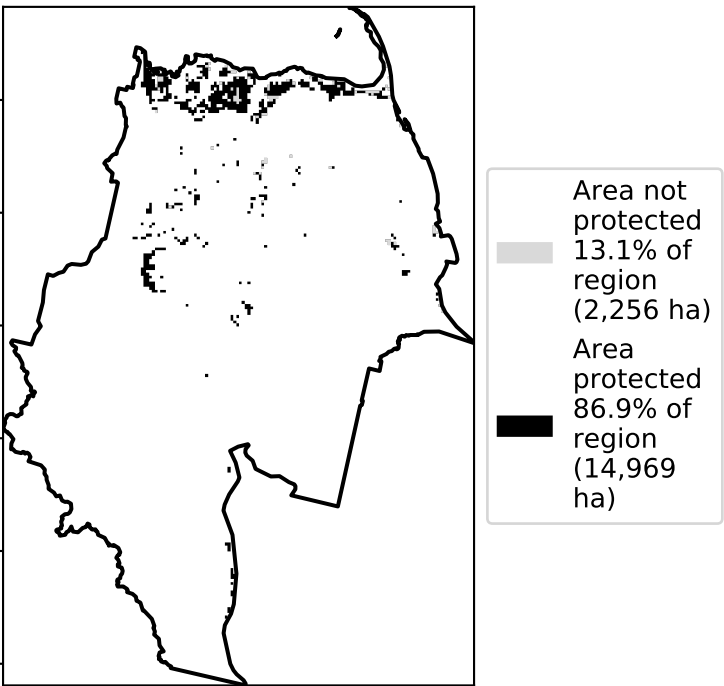 Area not
protected
13.1% of
region
(2,256 ha)
Area
protected
86.9% of
region
(14,969
ha)